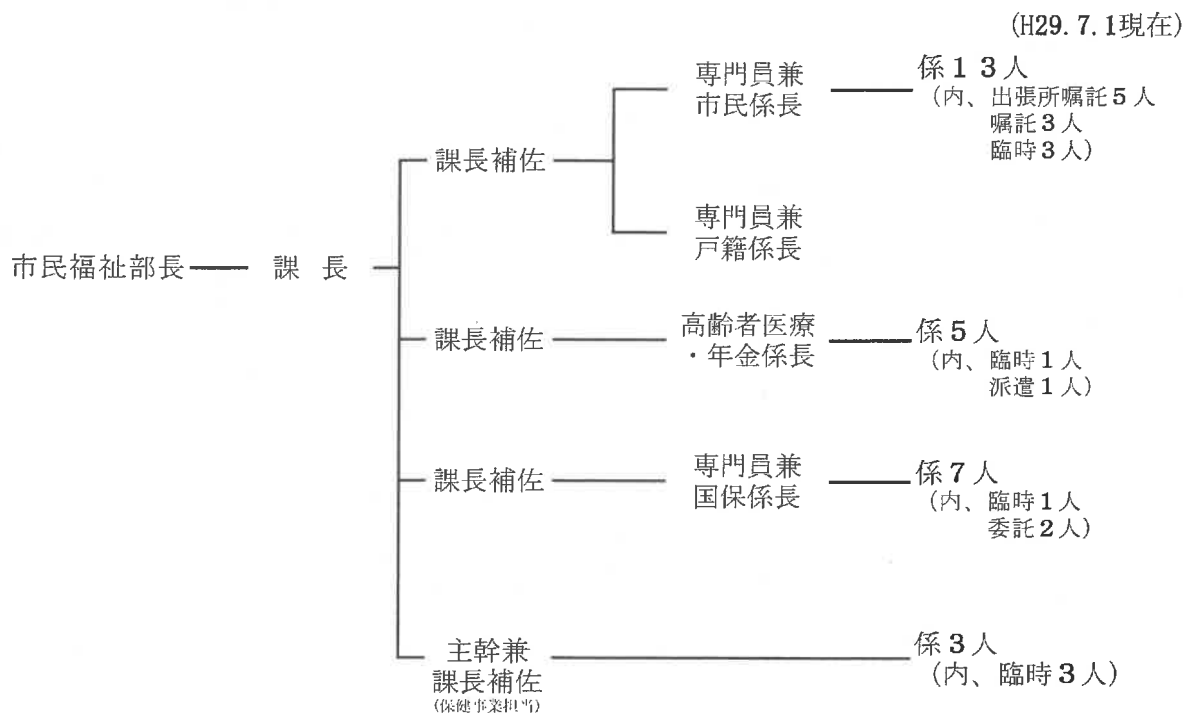 (H29.7.1現在)
専門員兼
市民係長
係13人
(内、出張所嘱託5人
嘱託3人
臨時3人)
課長補佐
専門員兼
戸籍係長
市民福祉部長
課 長
課長補佐
高齢者医療
・年金係長
係5人
(内、臨時1人
派遣1人)
課長補佐
専門員兼
国保係長
係7人
(内、臨時1人
委託2人)
主幹兼
課長補佐
(保健事業担当)
係3人
(内、臨時3人)